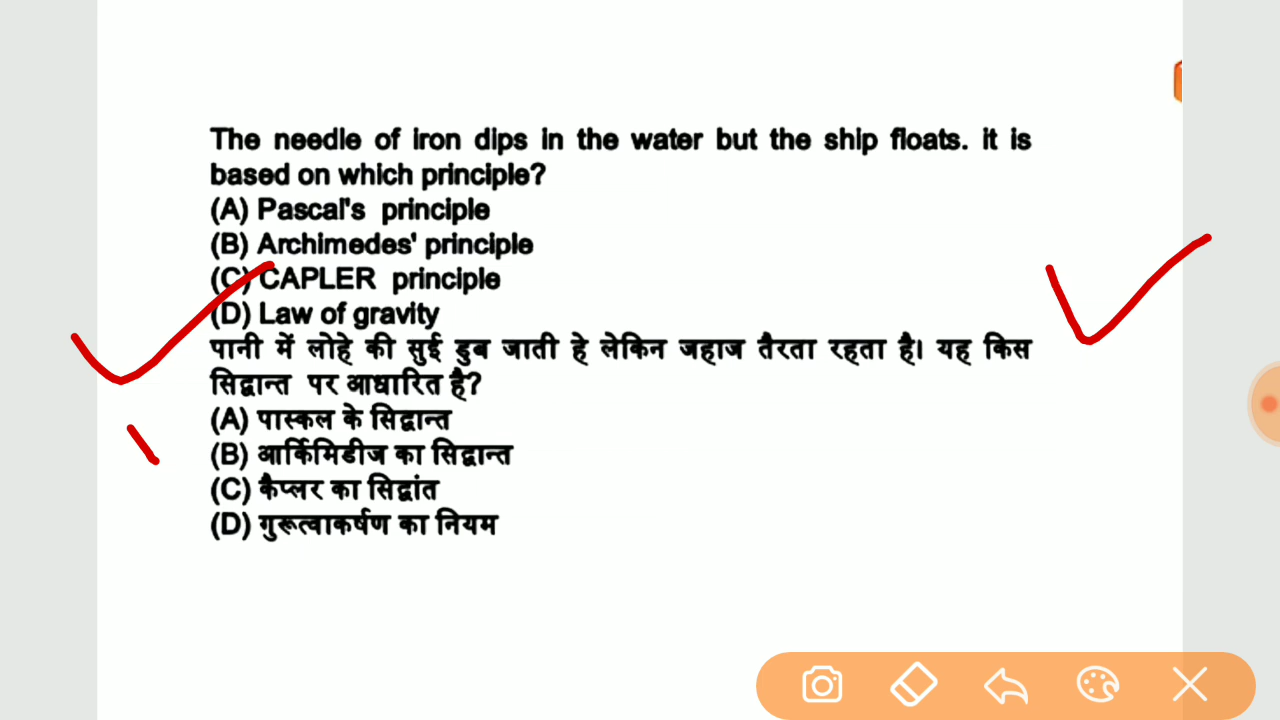 The needle of iron dips in the water but the ship floats. it is
based on which principle?
(A) Pascal's principle
(B) Archimedes' principle
(C) CAPLER principle
(D) Law of gravity
पानी में लोहे की सुई डुब जाती हे लेकिन जहाज तैरता रहता है। यह किस
सिद्वान्त पर आधारित है?
(A) पास्कल के सिद्वान्त
(B) आर्किमिडीज का सिद्वान्त
(C) कैप्लर का सिद्वांत
(D) गुरूत्वाकर्षण का नियम